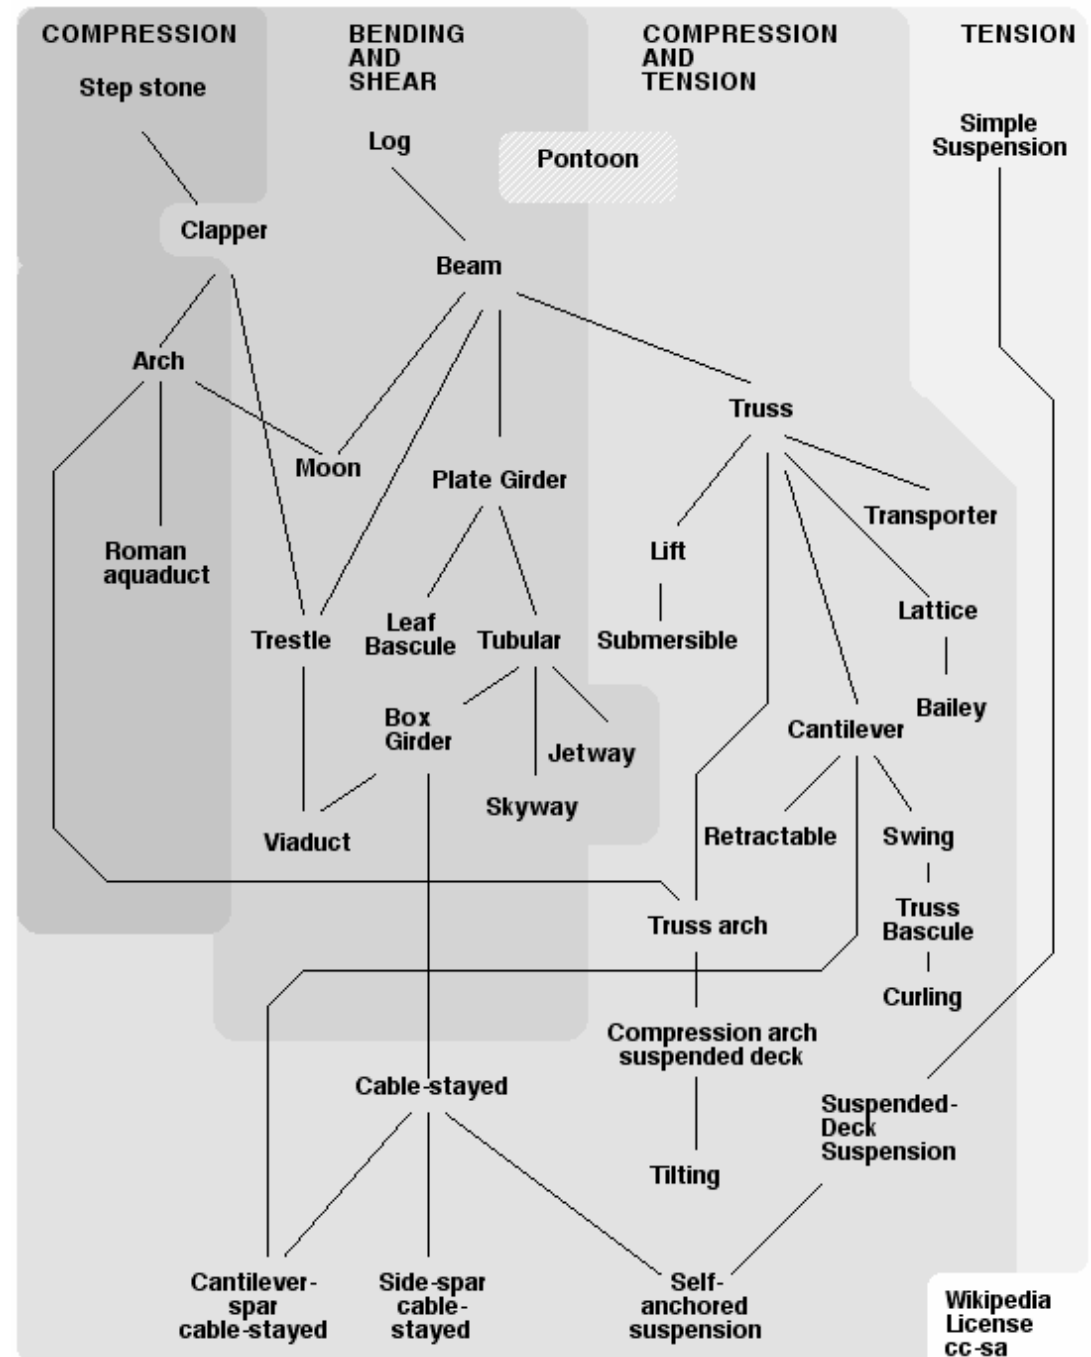 COMPRESSION
BENDING
AND
SHEAR
COMPRESSION
AND
TENSION
TENSION
Step stone
Simple
Suspension
Log
Pontoon
Clapper
Beam
Arch
Truss
Moon
Plate Girder
Transporter
Roman
aquaduct
Lift
Lattice
Trestle
Leaf
Bascule
Tubular
Submersible
Bailey
Box
Girder
Cantilever
Jetway
Skyway
Viaduct
Retractable
Swing
Truss arch
Truss
Bascule
Curling
Compression arch
suspended deck
Cable-stayed
Suspended-
Deck
Suspension
Tilting
Cantilever-
spar
cable-stayed
Side-spar
cable-
stayed
Self-
anchored
suspension
Wikipedia
License
cc-sa